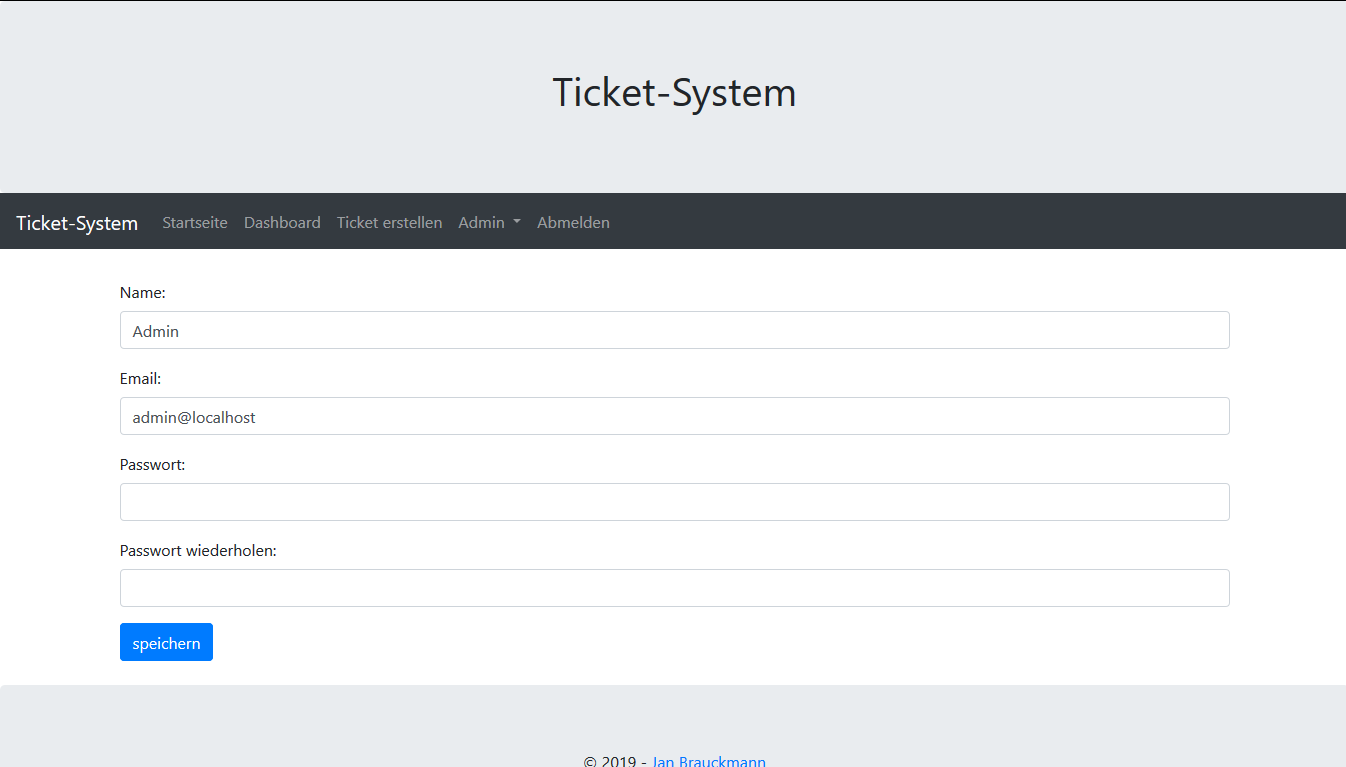 Ticket-System
Ticket-System Startseite Dashboard Ticket erstellen Admin Abmelden
Name:
Admin
Email:
admin@localhost
Passwort:
Passwort wiederholen:
speichern
© 2019 - Jan Brauckmann